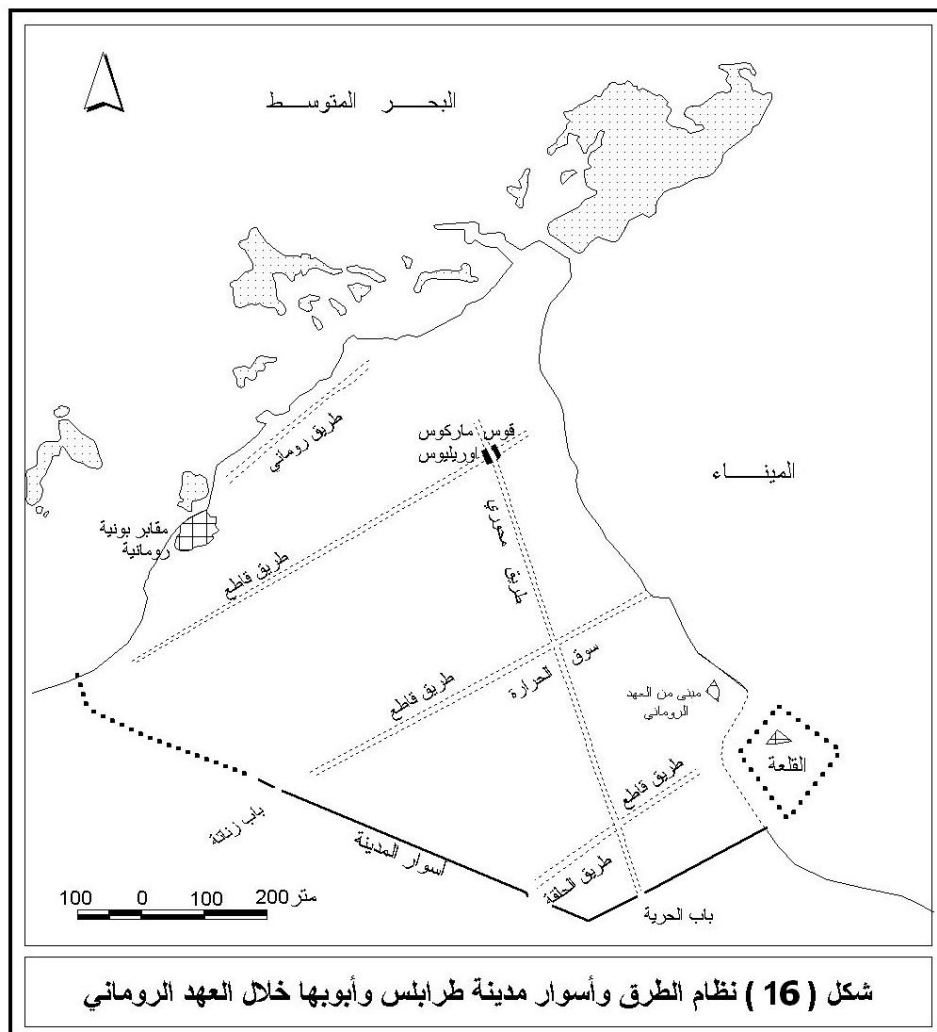 البحر المتوسط
طريق روماني
قوس ماركوس
اوريليوس
الميناء
مقابر بونية
رومانية
طريق قاطع
طريق محوري
طريق قاطع
سوق الحرارة
مبنى من العهد
الروماني
القلعة
طريق قاطع
باب زناتة
أسوار المدينة
طريق الحلقة
باب الحرية
100 0 100 200 متر
شكل ( 16 ) نظام الطرق وأسوار مدينة طرابلس وأبوبها خلال العهد الروماني